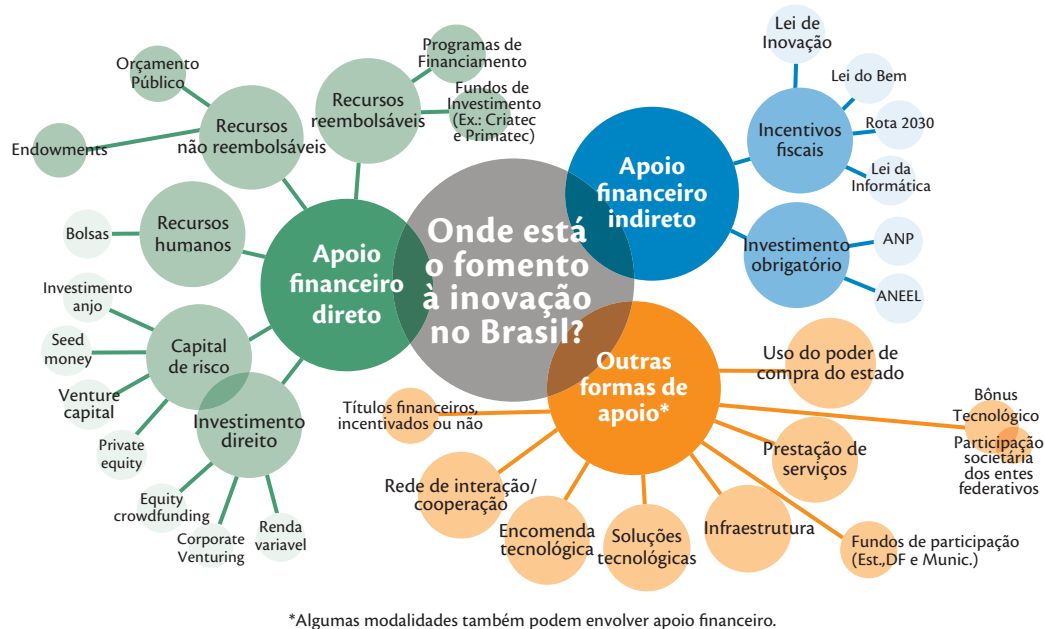 Onde está
o fomento
à inovação
no Brasil?
Apoio
financeiro
direto
Recursos
reembolsáveis
Programas de
Financiamento
Fundos de
Investimento
(Ex.: Criatec
e Primatec)
Recursos
não reembolsáveis
Orçamento
Público
Endowments
Recursos
humanos
Bolsas
Capital
de risco
Investimento
anjo
Seed
money
Venture
capital
Private
equity
Investimento
direito
Equity
crowdfunding
Corporate
Venturing
Renda
variavel
Apoio
financeiro
indireto
Incentivos
fiscais
Lei de
Inovação
Lei do Bem
Rota 2030
Lei da
Informática
Investimento
obrigatório
ANP
ANEEL
Outras
formas de
apoio*
Uso do poder de
compra do estado
Bônus
Tecnológico
Participação
societária
dos entes
federativos
Prestação de
serviços
Fundos de participação
(Est.,DF e Munic.)
Infraestrutura
Soluções
tecnológicas
Encomenda
tecnológica
Rede de interação/
cooperação
Títulos financeiros,
incentivados ou não
*Algumas modalidades também podem envolver apoio financeiro.